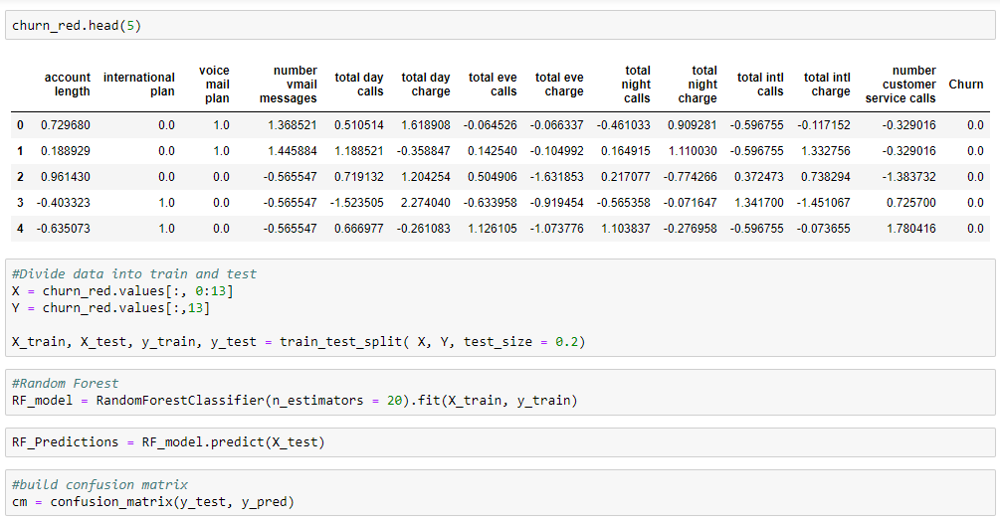 churn_red.head(5)
account length international plan voice mail plan number vmail messages total day calls total day charge total eve calls total eve charge total night calls total night charge total intl calls total intl charge number customer service calls Churn
0 0.729680 0.0 1.0 1.368521 0.510514 1.618908 -0.064526 -0.066337 -0.461033 0.909281 -0.596755 -0.117152 -0.329016 0.0
1 0.188929 0.0 1.0 1.445884 1.188521 -0.358847 0.142540 -0.104992 0.164915 1.110030 -0.596755 1.332756 -0.329016 0.0
2 0.961430 0.0 0.0 -0.565547 0.719132 1.204254 0.504906 -1.631853 0.217077 -0.774266 0.372473 0.738294 -1.383732 0.0
3 -0.403323 1.0 0.0 -0.565547 -1.523505 2.274040 -0.633958 -0.919454 -0.565358 -0.071647 1.341700 -1.451067 0.725700 0.0
4 -0.635073 1.0 0.0 -0.565547 0.666977 -0.261083 1.126105 -1.073776 1.103837 -0.276958 -0.596755 -0.073655 1.780416 0.0
#Divide data into train and test
X = churn_red.values[:, 0:13]
Y = churn_red.values[:,13]
X_train, X_test, y_train, y_test = train_test_split( X, Y, test_size = 0.2)
#Random Forest
RF_model = RandomForestClassifier(n_estimators = 20).fit(X_train, y_train)
RF_Predictions = RF_model.predict(X_test)
#build confusion matrix
cm = confusion_matrix(y_test, y_pred)